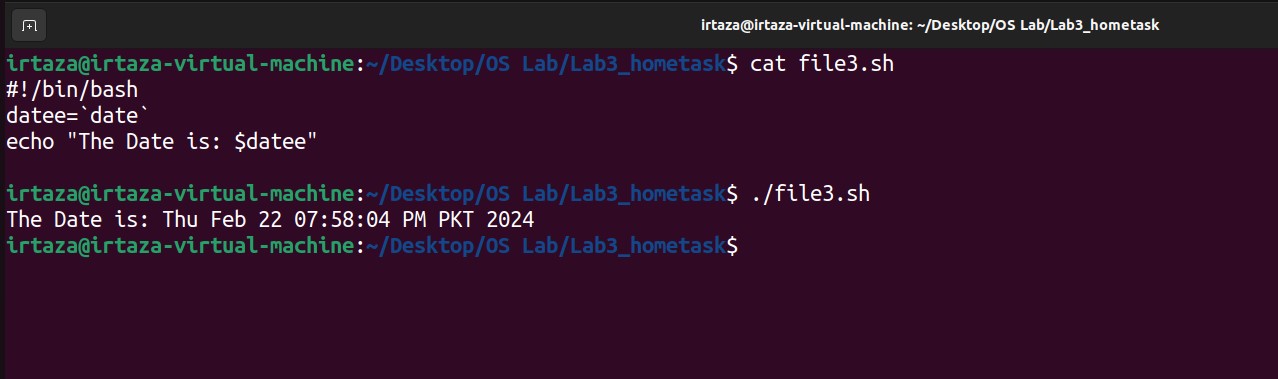 irtaza@irtaza-virtual-machine: ~/Desktop/OS Lab/Lab3_hometask
irtaza@irtaza-virtual-machine:~/Desktop/OS Lab/Lab3_hometask$ cat file3.sh
#!/bin/bash
datee=`date`
echo "The Date is: $datee"
irtaza@irtaza-virtual-machine:~/Desktop/OS Lab/Lab3_hometask$ ./file3.sh
The Date is: Thu Feb 22 07:58:04 PM PKT 2024
irtaza@irtaza-virtual-machine:~/Desktop/OS Lab/Lab3_hometask$